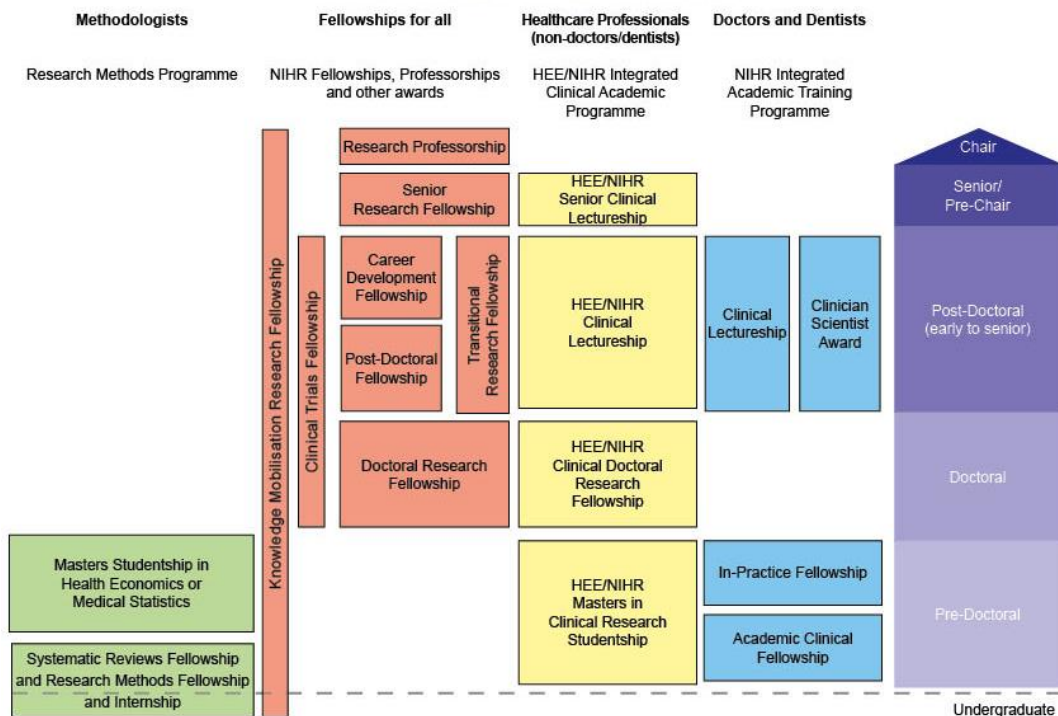 Methodologists
Research Methods Programme
Fellowships for all
NIHR Fellowships, Professorships
and other awards
Healthcare Professionals
(non-doctors/dentists)
HEE/NIHR Integrated
Clinical Academic
Programme
Doctors and Dentists
NIHR Integrated
Academic Training
Programme
Masters Studentship in
Health Economics or
Medical Statistics
Systematic Reviews Fellowship
and Research Methods Fellowship
and Internship
Knowledge Mobilisation Research Fellowship
Clinical Trials Fellowship
Research Professorship
Senior
Research Fellowship
Career
Development
Fellowship
Post-Doctoral
Fellowship
Transitional
Research Fellowship
Doctoral Research
Fellowship
HEE/NIHR
Senior Clinical
Lectureship
HEE/NIHR
Clinical
Lectureship
HEE/NIHR
Clinical Doctoral
Research
Fellowship
HEE/NIHR
Masters in
Clinical Research
Studentship
Clinical
Lectureship
Clinician
Scientist
Award
In-Practice Fellowship
Academic Clinical
Fellowship
Chair
Senior/
Pre-Chair
Post-Doctoral
(early to senior)
Doctoral
Pre-Doctoral
Undergraduate